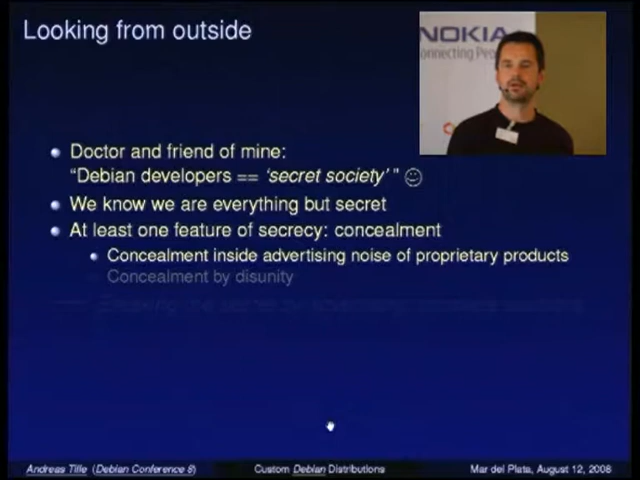 Looking from outside
NOKIA
onnecting Peo
Doctor and friend of mine:
"Debian developers == 'secret society' "
We know we are everything but secret
At least one feature of secrecy: concealment
Concealment inside advertising noise of proprietary products
Concealment by disunity
Andreas Tille (Debian Conference 8)
Custom Debian Distributions
Mar del Plata, August 12, 2008